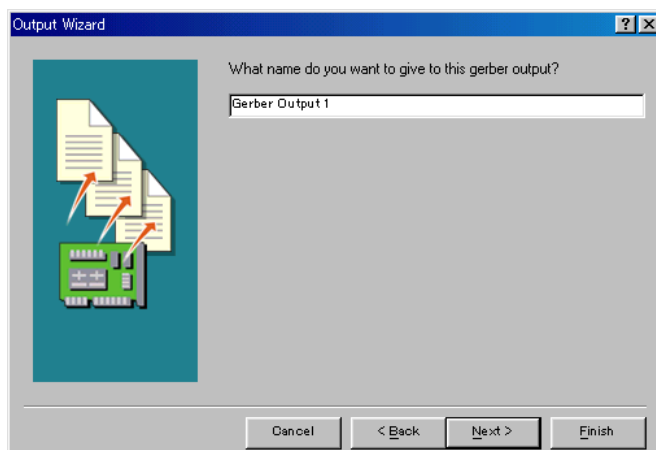 Output Wizard
? X
What name do you want to give to this gerber output?
Gerber Output 1
Cancel < Back Next > Finish